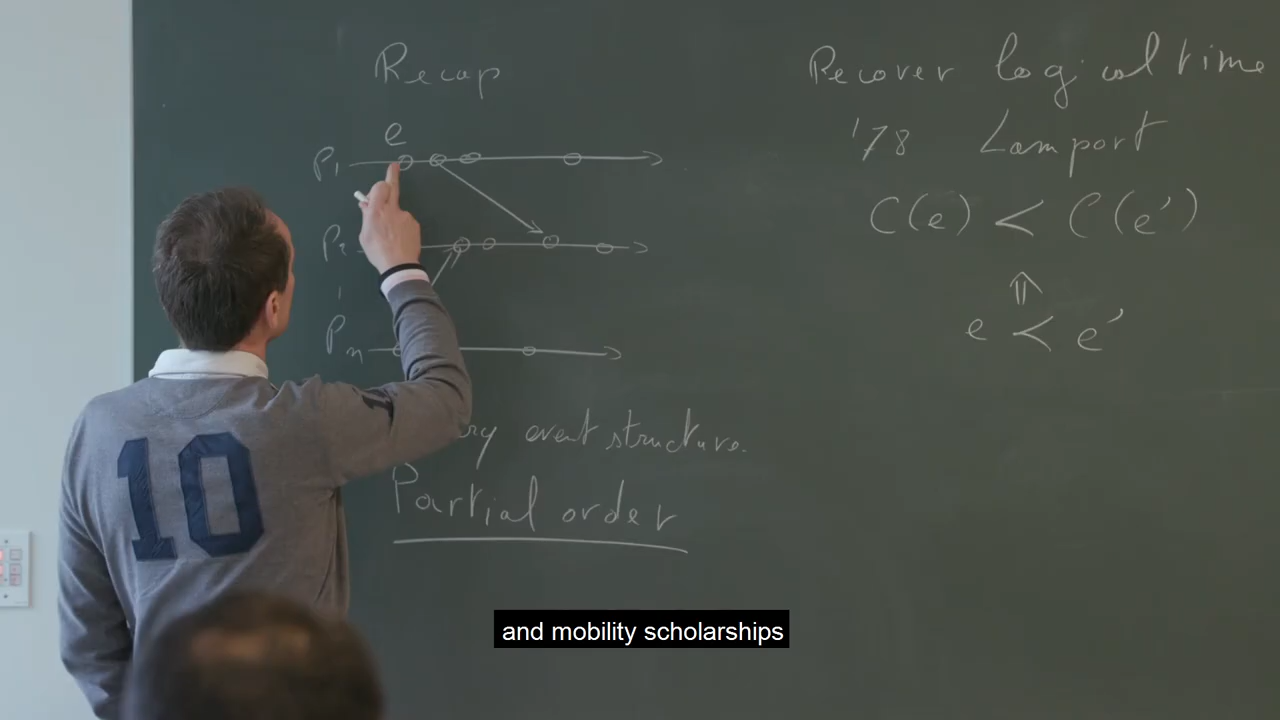 Recap
e
P1
P2
Pn
event structure.
Partial order
Recover logical time
'78 Lamport
C(e) < C(e')
⇑
e < e'
10
and mobility scholarships